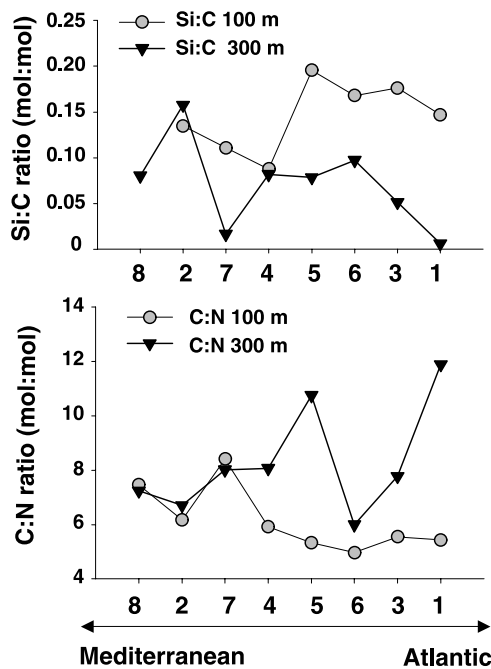 Si:C 100 m
Si:C 300 m
Si:C ratio (mol:mol)
0.25
0.20
0.15
0.10
0.05
0
8 2 7 4 5 6 3 1
C:N 100 m
C:N 300 m
C:N ratio (mol:mol)
14
12
10
8
6
4
8 2 7 4 5 6 3 1
Mediterranean Atlantic